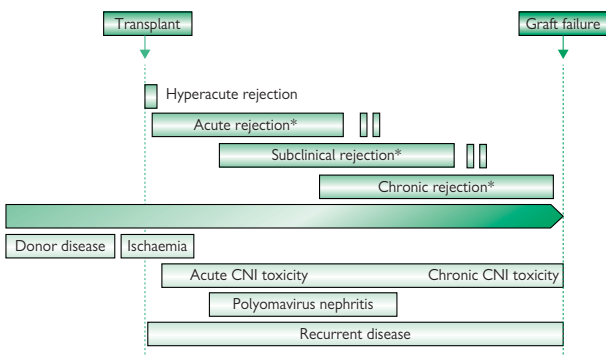 Transplant
Graft failure
Hyperacute rejection
Acute rejection*
Subclinical rejection*
Chronic rejection*
Donor disease
Ischaemia
Acute CNI toxicity
Chronic CNI toxicity
Polyomavirus nephritis
Recurrent disease